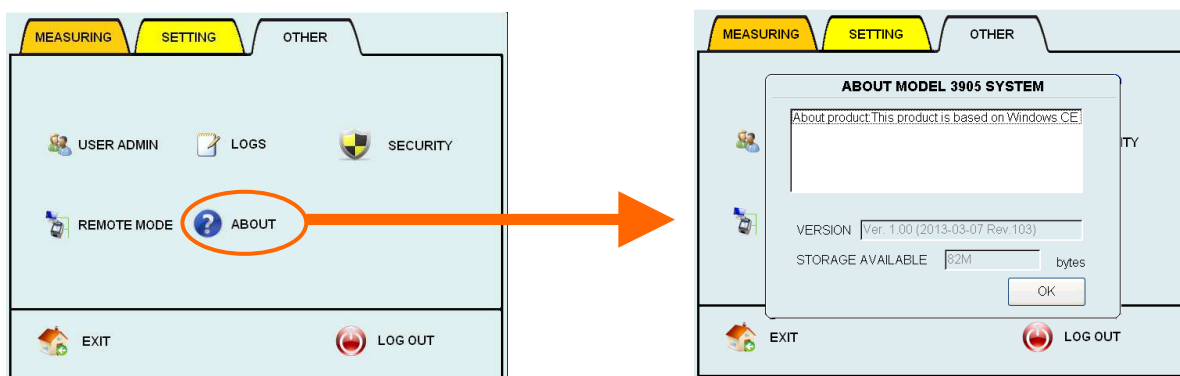 MEASURING SETTING OTHER
USER ADMIN LOGS SECURITY
REMOTE MODE ? ABOUT
EXIT LOG OUT
MEASURING SETTING OTHER
ABOUT MODEL 3905 SYSTEM
About product:This product is based on Windows CE
ITY
VERSION Ver. 1.00 (2013-03-07 Rev.103)
STORAGE AVAILABLE 82M bytes
OK
EXIT LOG OUT